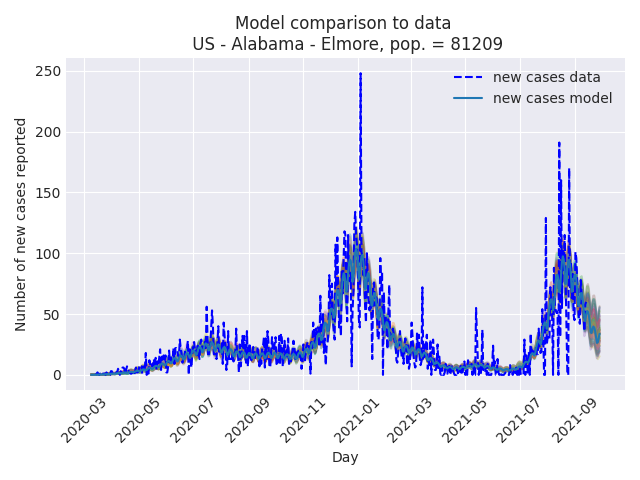 Model comparison to data
US - Alabama - Elmore, pop. = 81209
new cases data
new cases model
Number of new cases reported
250
200
150
100
50
0
2020-03
2020-05
2020-07
2020-09
2020-11
2021-01
2021-03
2021-05
2021-07
2021-09
Day